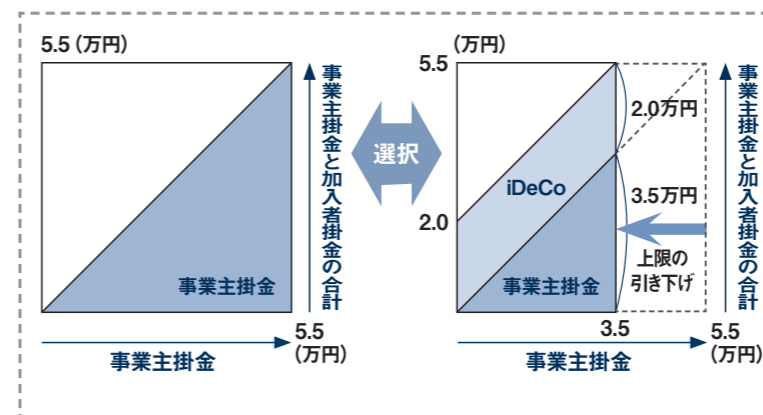 5.5（万円）
事業主掛金と加入者掛金の合計
事業主掛金
5.5
（万円）
事業主掛金
選択
（万円）
5.5
2.0万円
iDeCo
3.5万円
2.0
上限の
引き下げ
事業主掛金
事業主掛金と加入者掛金の合計
3.5
5.5
（万円）
事業主掛金